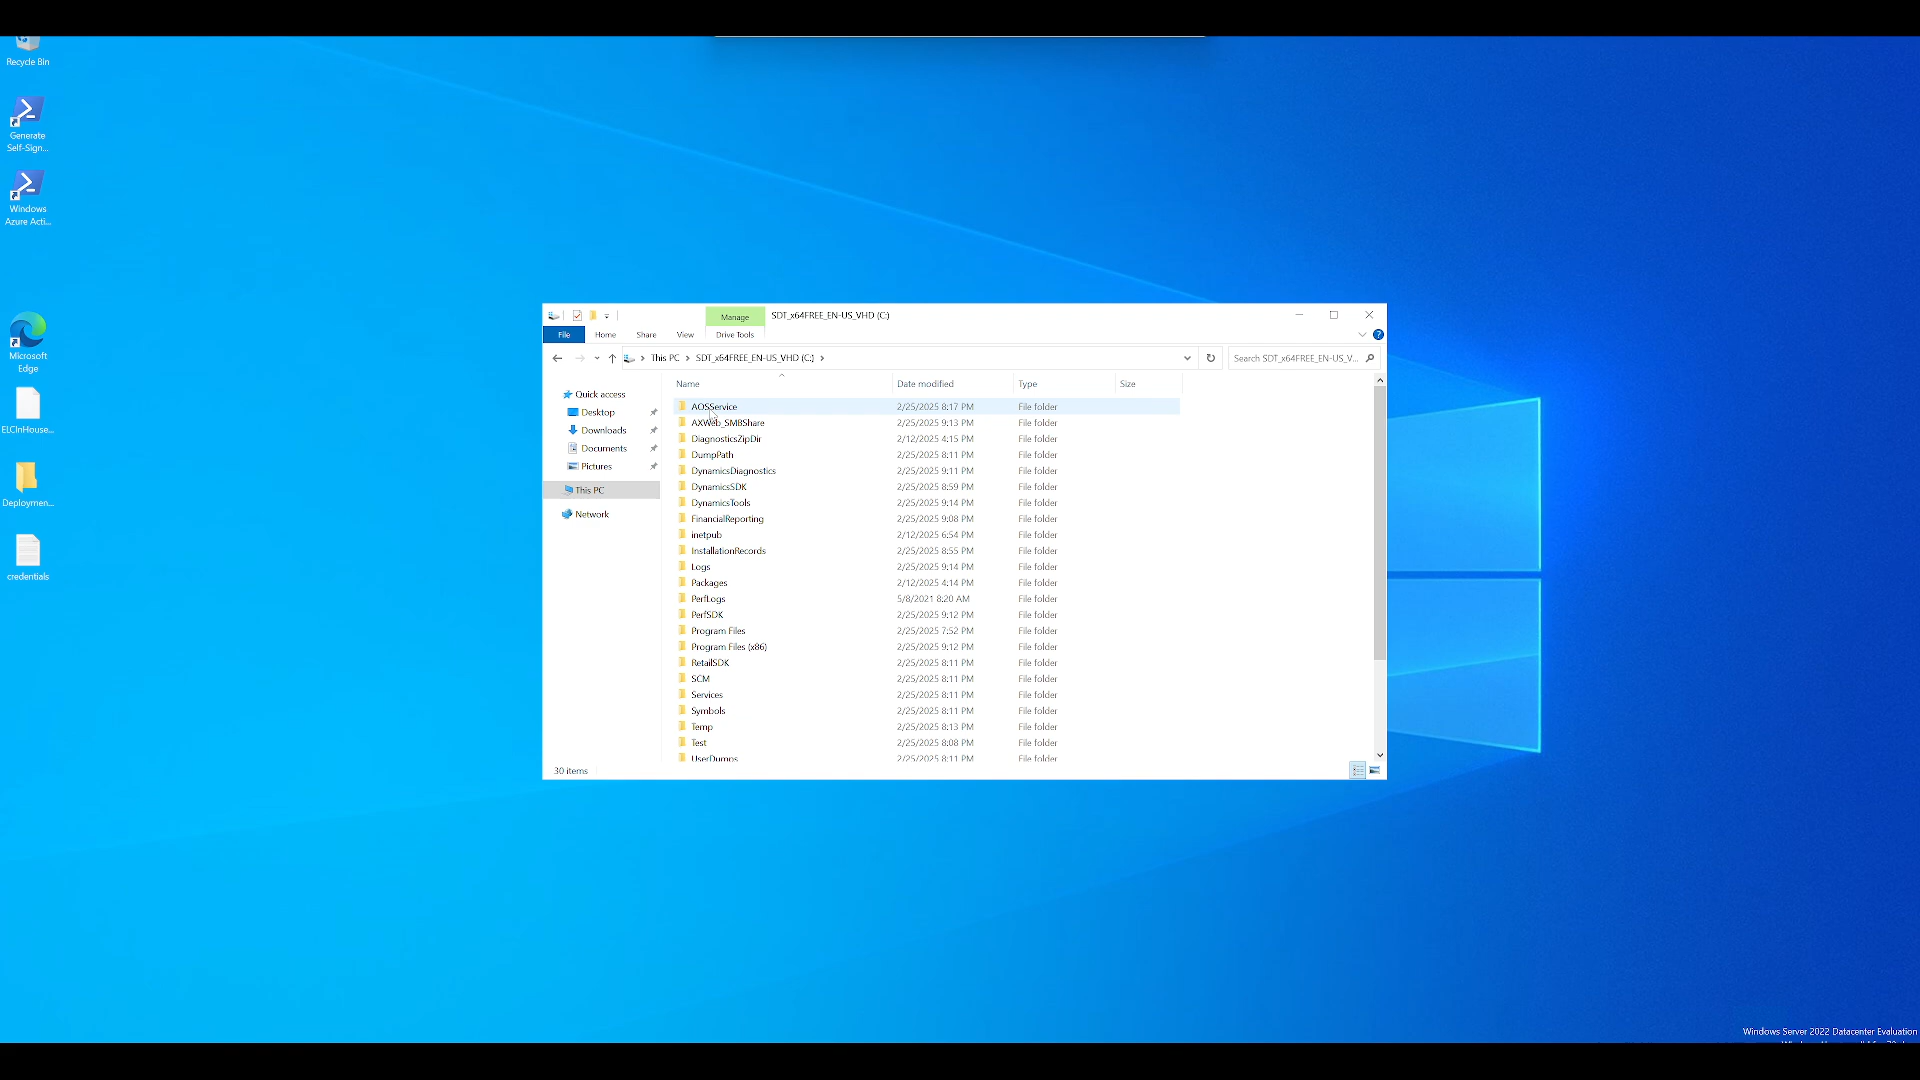 Recycle Bin
Generate
Self-Sign...
Windows
Azure Acti...
Microsoft
Edge
ELCInHouse...
Deploymen...
credentials
Manage
SDT_x64FREE_EN-US_VHD (C:)
File
Home
Share
View
Drive Tools
This PC > SDT_x64FREE_EN-US_VHD (C:) >
Search SDT_x64FREE_EN-US_V...
Quick access
Desktop
Downloads
Documents
Pictures
This PC
Network
Name Date modified Type Size
AOSService 2/25/2025 8:17 PM File folder
AXWeb_SMBShare 2/25/2025 9:13 PM File folder
DiagnosticsZipDir 2/12/2025 4:15 PM File folder
DumpPath 2/25/2025 8:11 PM File folder
DynamicsDiagnostics 2/25/2025 9:11 PM File folder
DynamicsSDK 2/25/2025 8:59 PM File folder
DynamicsTools 2/25/2025 9:14 PM File folder
FinancialReporting 2/25/2025 9:08 PM File folder
inetpub 2/12/2025 6:54 PM File folder
InstallationRecords 2/25/2025 8:55 PM File folder
Logs 2/25/2025 9:14 PM File folder
Packages 2/12/2025 4:14 PM File folder
PerfLogs 5/8/2021 8:20 AM File folder
PerfSDK 2/25/2025 9:12 PM File folder
Program Files 2/25/2025 7:52 PM File folder
Program Files (x86) 2/25/2025 9:12 PM File folder
RetailSDK 2/25/2025 8:11 PM File folder
SCM 2/25/2025 8:11 PM File folder
Services 2/25/2025 8:11 PM File folder
Symbols 2/25/2025 8:11 PM File folder
Temp 2/25/2025 8:13 PM File folder
Test 2/25/2025 8:08 PM File folder
UserDumps 2/25/2025 8:11 PM File folder
30 items
Windows Server 2022 Datacenter Evaluation